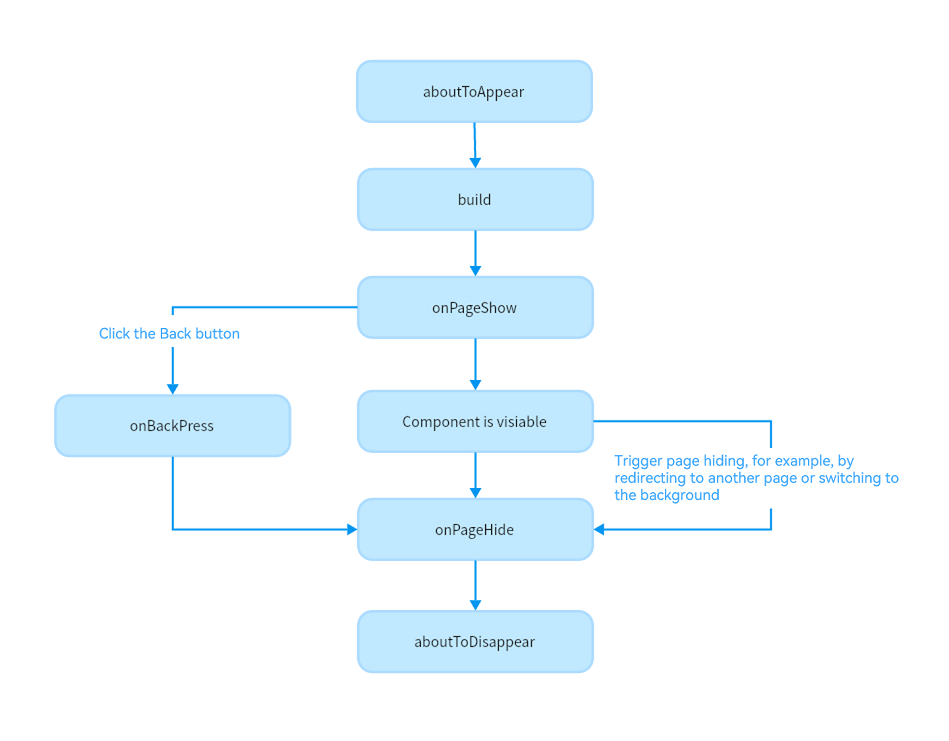 aboutToAppear
build
onPageShow
Click the Back button
onBackPress
Component is visiable
Trigger page hiding, for example, by
redirecting to another page or switching to
the background
onPageHide
aboutToDisappear